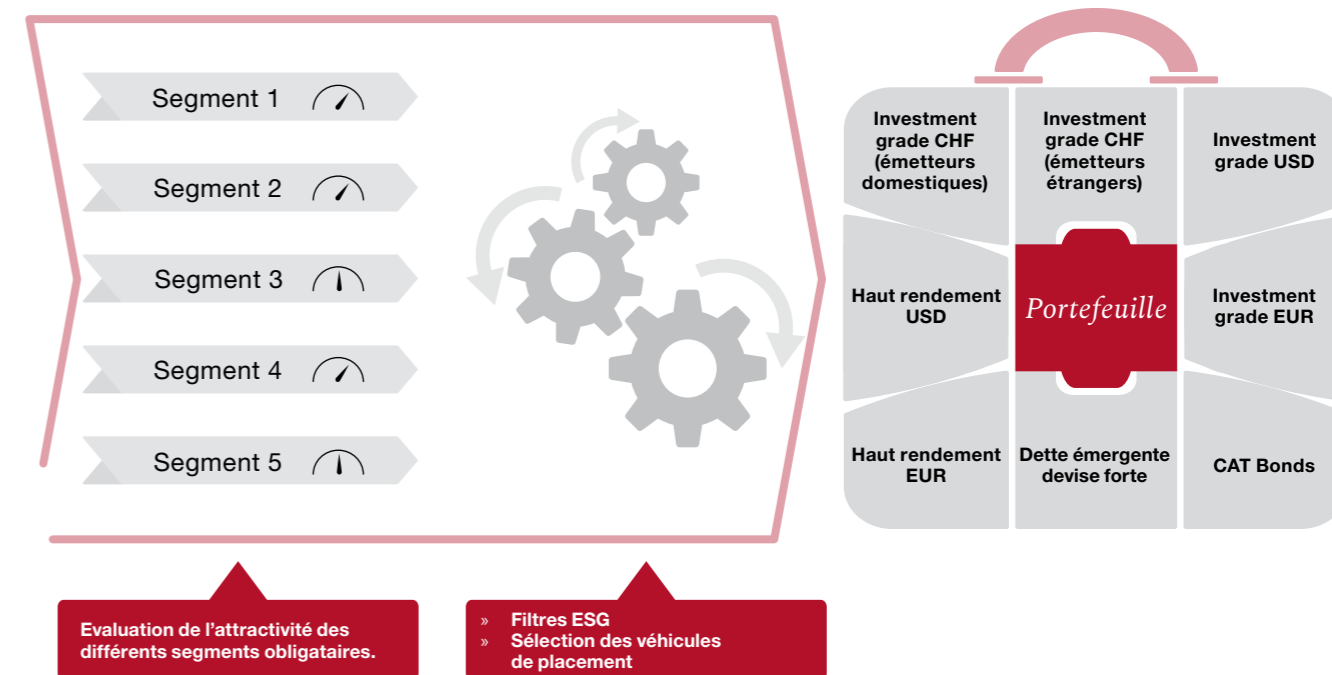 Segment 1
Segment 2
Segment 3
Segment 4
Segment 5
Evaluation de l’attractivité des
différents segments obligataires.
» Filtres ESG
» Sélection des véhicules
de placement
Investment
grade CHF
(émetteurs
domestiques)
Investment
grade CHF
(émetteurs
étrangers)
Investment
grade USD
Haut rendement
USD
Portefeuille
Investment
grade EUR
Haut rendement
EUR
Dette émergente
devise forte
CAT Bonds